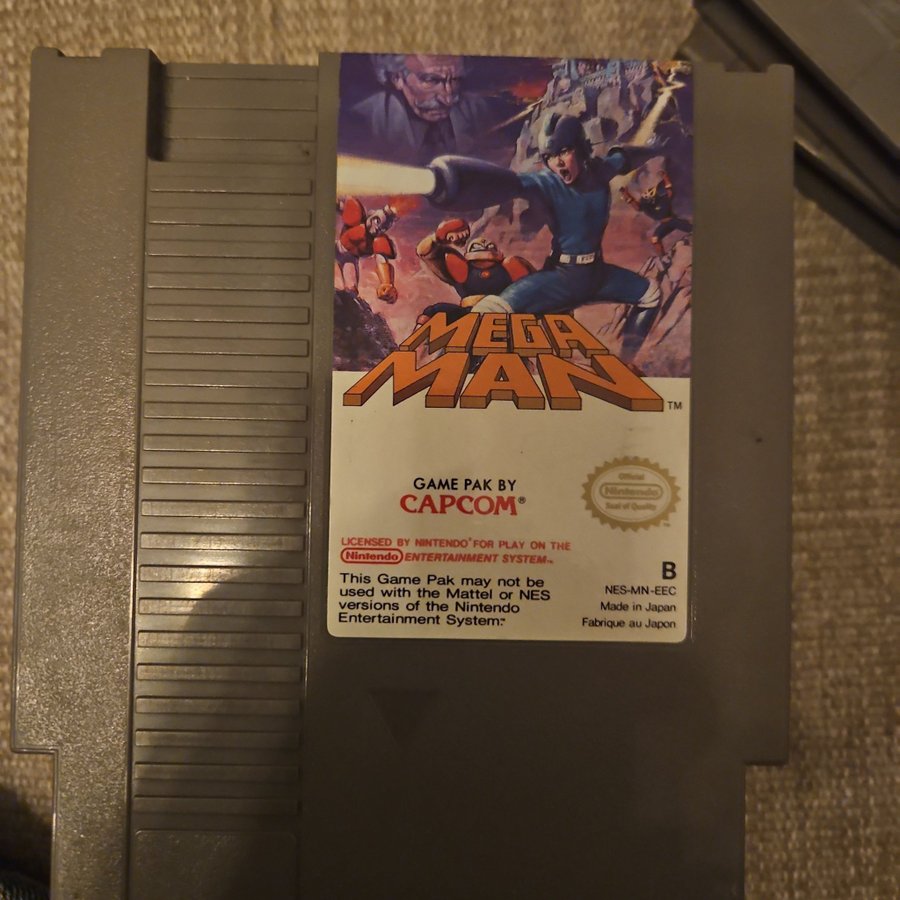 MEGA
MAN™
GAME PAK BY
CAPCOM®
Official
Nintendo
Seal of Quality
LICENSED BY NINTENDO® FOR PLAY ON THE
Nintendo ENTERTAINMENT SYSTEM™
This Game Pak may not be
used with the Mattel or NES
versions of the Nintendo
Entertainment System.™
B
NES-MN-EEC
Made in Japan
Fabriqué au Japon